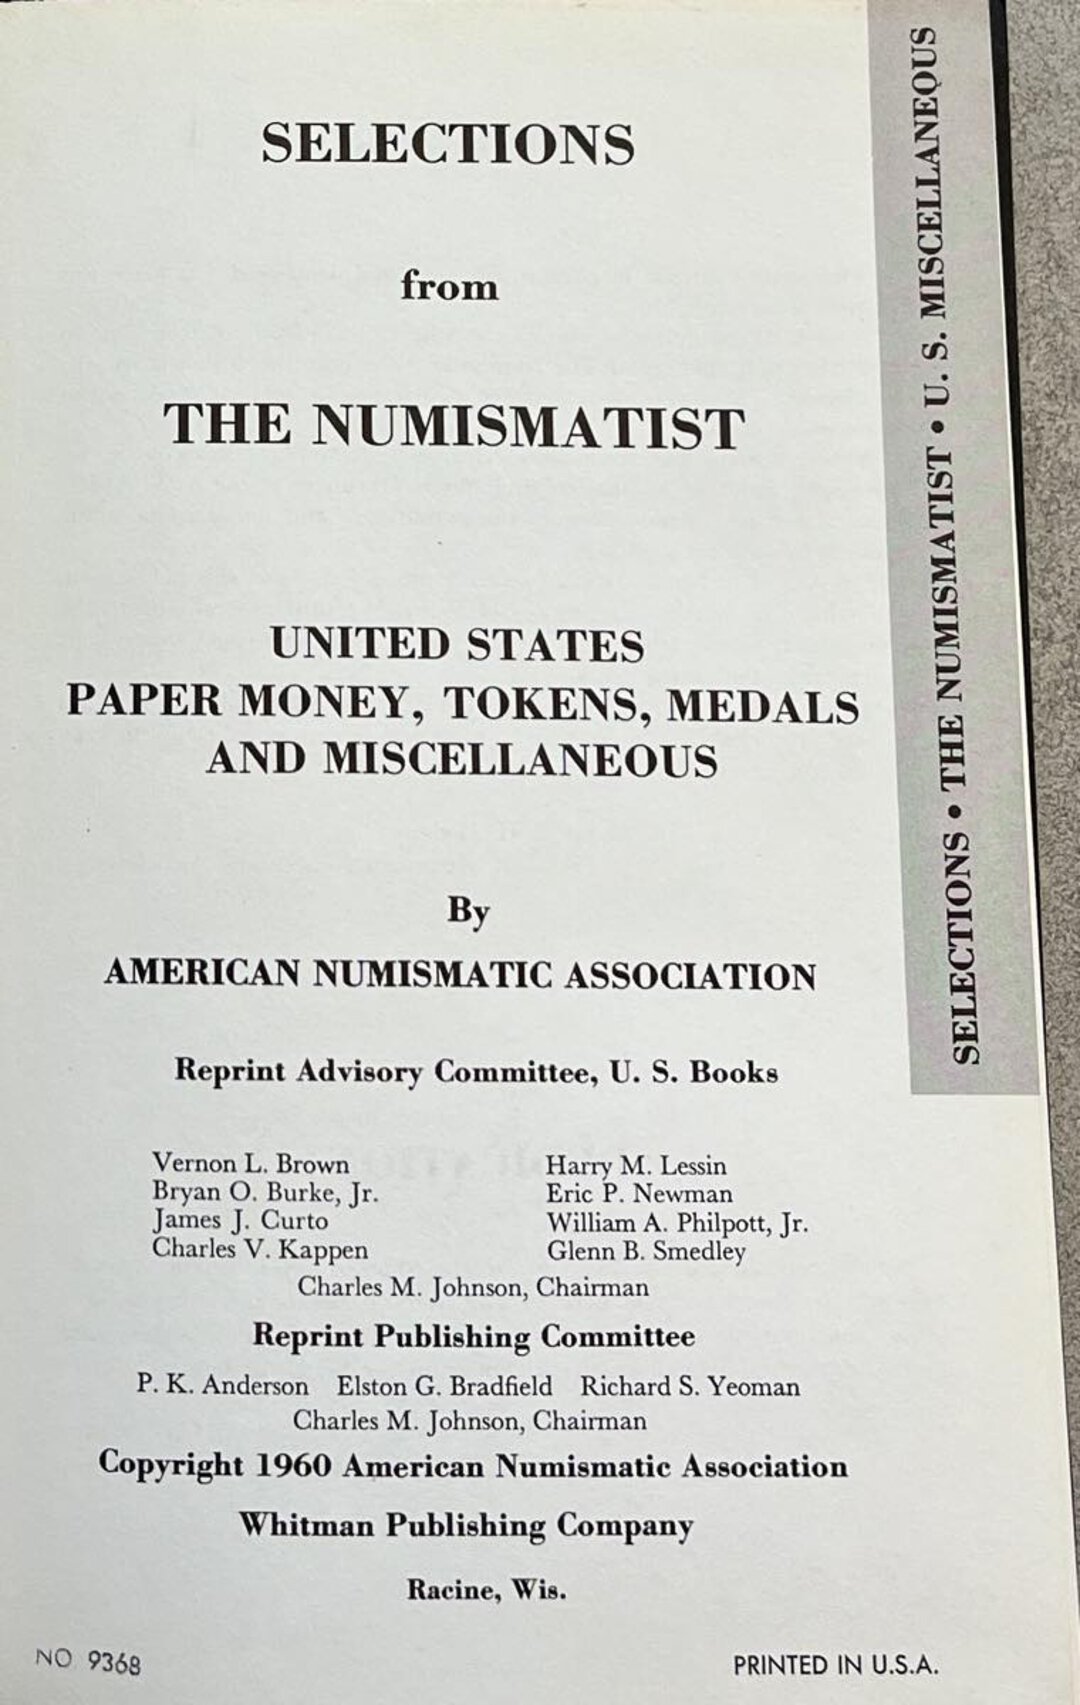 SELECTIONS
from
THE NUMISMATIST
UNITED STATES
PAPER MONEY, TOKENS, MEDALS
AND MISCELLANEOUS
By
AMERICAN NUMISMATIC ASSOCIATION
Reprint Advisory Committee, U. S. Books
Vernon L. Brown
Bryan O. Burke, Jr.
James J. Curto
Charles V. Kappen
Harry M. Lessin
Eric P. Newman
William A. Philpott, Jr.
Glenn B. Smedley
Charles M. Johnson, Chairman
Reprint Publishing Committee
P. K. Anderson Elston G. Bradfield Richard S. Yeoman
Charles M. Johnson, Chairman
Copyright 1960 American Numismatic Association
Whitman Publishing Company
Racine, Wis.
NO 9368
PRINTED IN U.S.A.
SELECTIONS • THE NUMISMATIST • U. S. MISCELLANEOUS